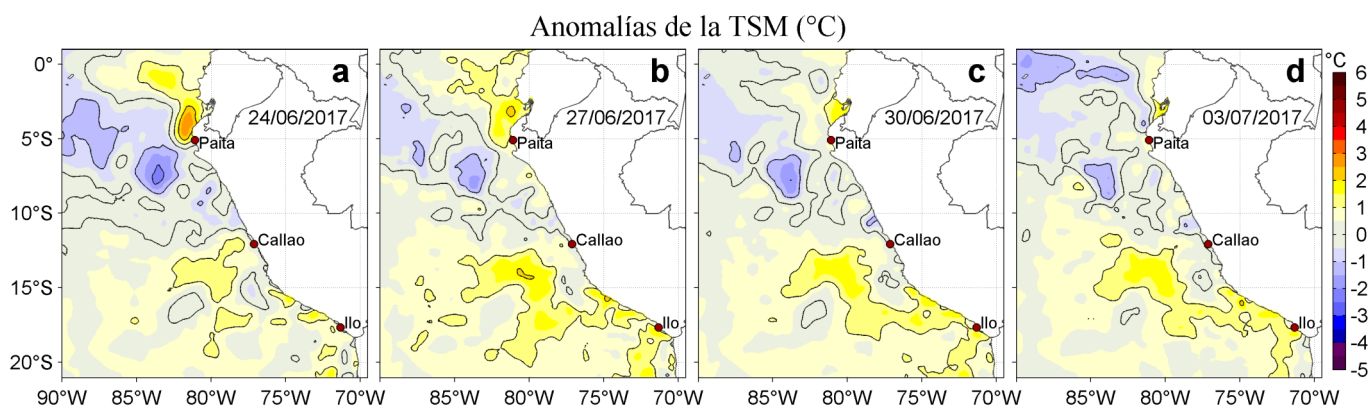 Anomalías de la TSM (°C)
a b c d °C
24/06/2017 27/06/2017 30/06/2017 03/07/2017
Paita Paita Paita Paita
Callao Callao Callao Callao
Ilo Ilo Ilo Ilo
0°
5°S
10°S
15°S
20°S
90°W 85°W 80°W 75°W 70°W 85°W 80°W 75°W 70°W 85°W 80°W 75°W 70°W 85°W 80°W 75°W 70°W
6
5
4
3
2
1
0
-1
-2
-3
-4
-5